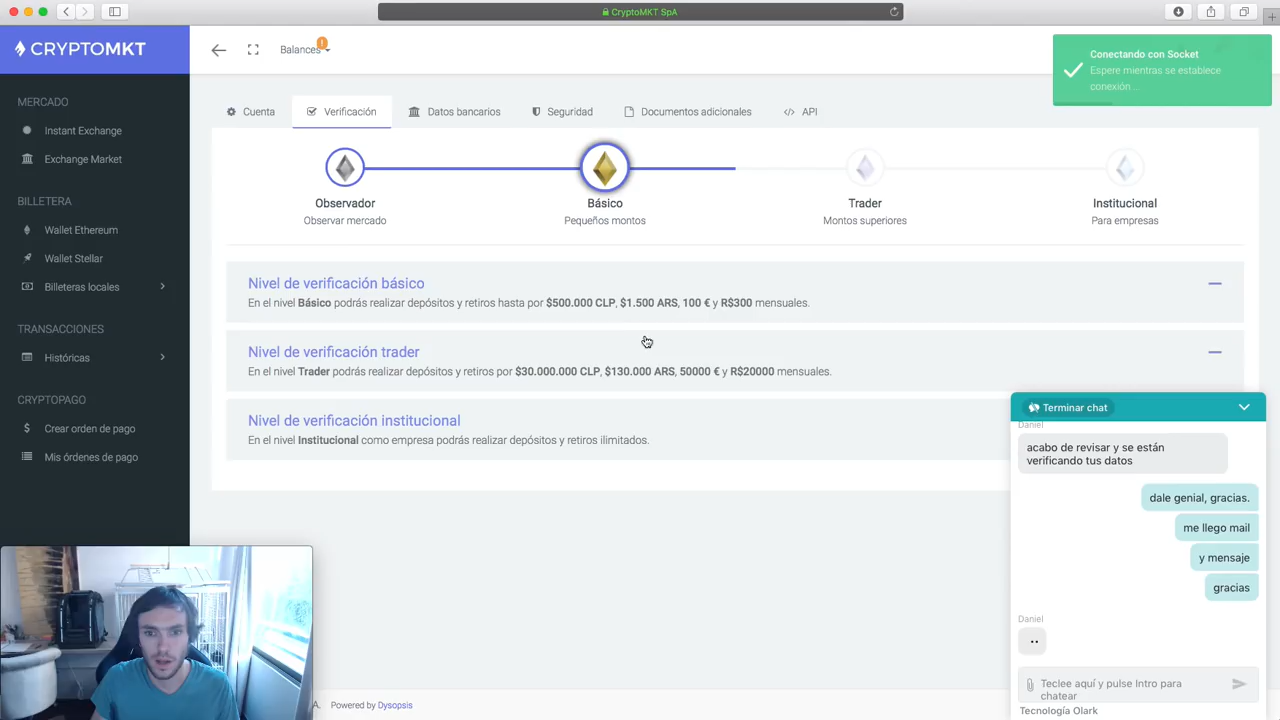 CryptoMKT SpA
CRYPTOMKT
Balances
Conectando con Socket
Espere mientras se establece
conexión ...
MERCADO
Instant Exchange
Exchange Market
BILLETERA
Wallet Ethereum
Wallet Stellar
Billeteras locales
TRANSACCIONES
Históricas
CRYPTOPAGO
Crear orden de pago
Mis órdenes de pago
Cuenta
Verificación
Datos bancarios
Seguridad
Documentos adicionales
API
Observador
Observar mercado
Básico
Pequeños montos
Trader
Montos superiores
Institucional
Para empresas
Nivel de verificación básico
En el nivel Básico podrás realizar depósitos y retiros hasta por $500.000 CLP, $1.500 ARS, 100 € y R$300 mensuales.
Nivel de verificación trader
En el nivel Trader podrás realizar depósitos y retiros por $30.000.000 CLP, $130.000 ARS, 50000 € y R$20000 mensuales.
Nivel de verificación institucional
En el nivel Institucional como empresa podrás realizar depósitos y retiros ilimitados.
Terminar chat
Daniel
acabo de revisar y se están
verificando tus datos
dale genial, gracias.
me llego mail
y mensaje
gracias
Daniel
Teclee aquí y pulse Intro para
chatear
Tecnología Olark
Powered by Dysopsis